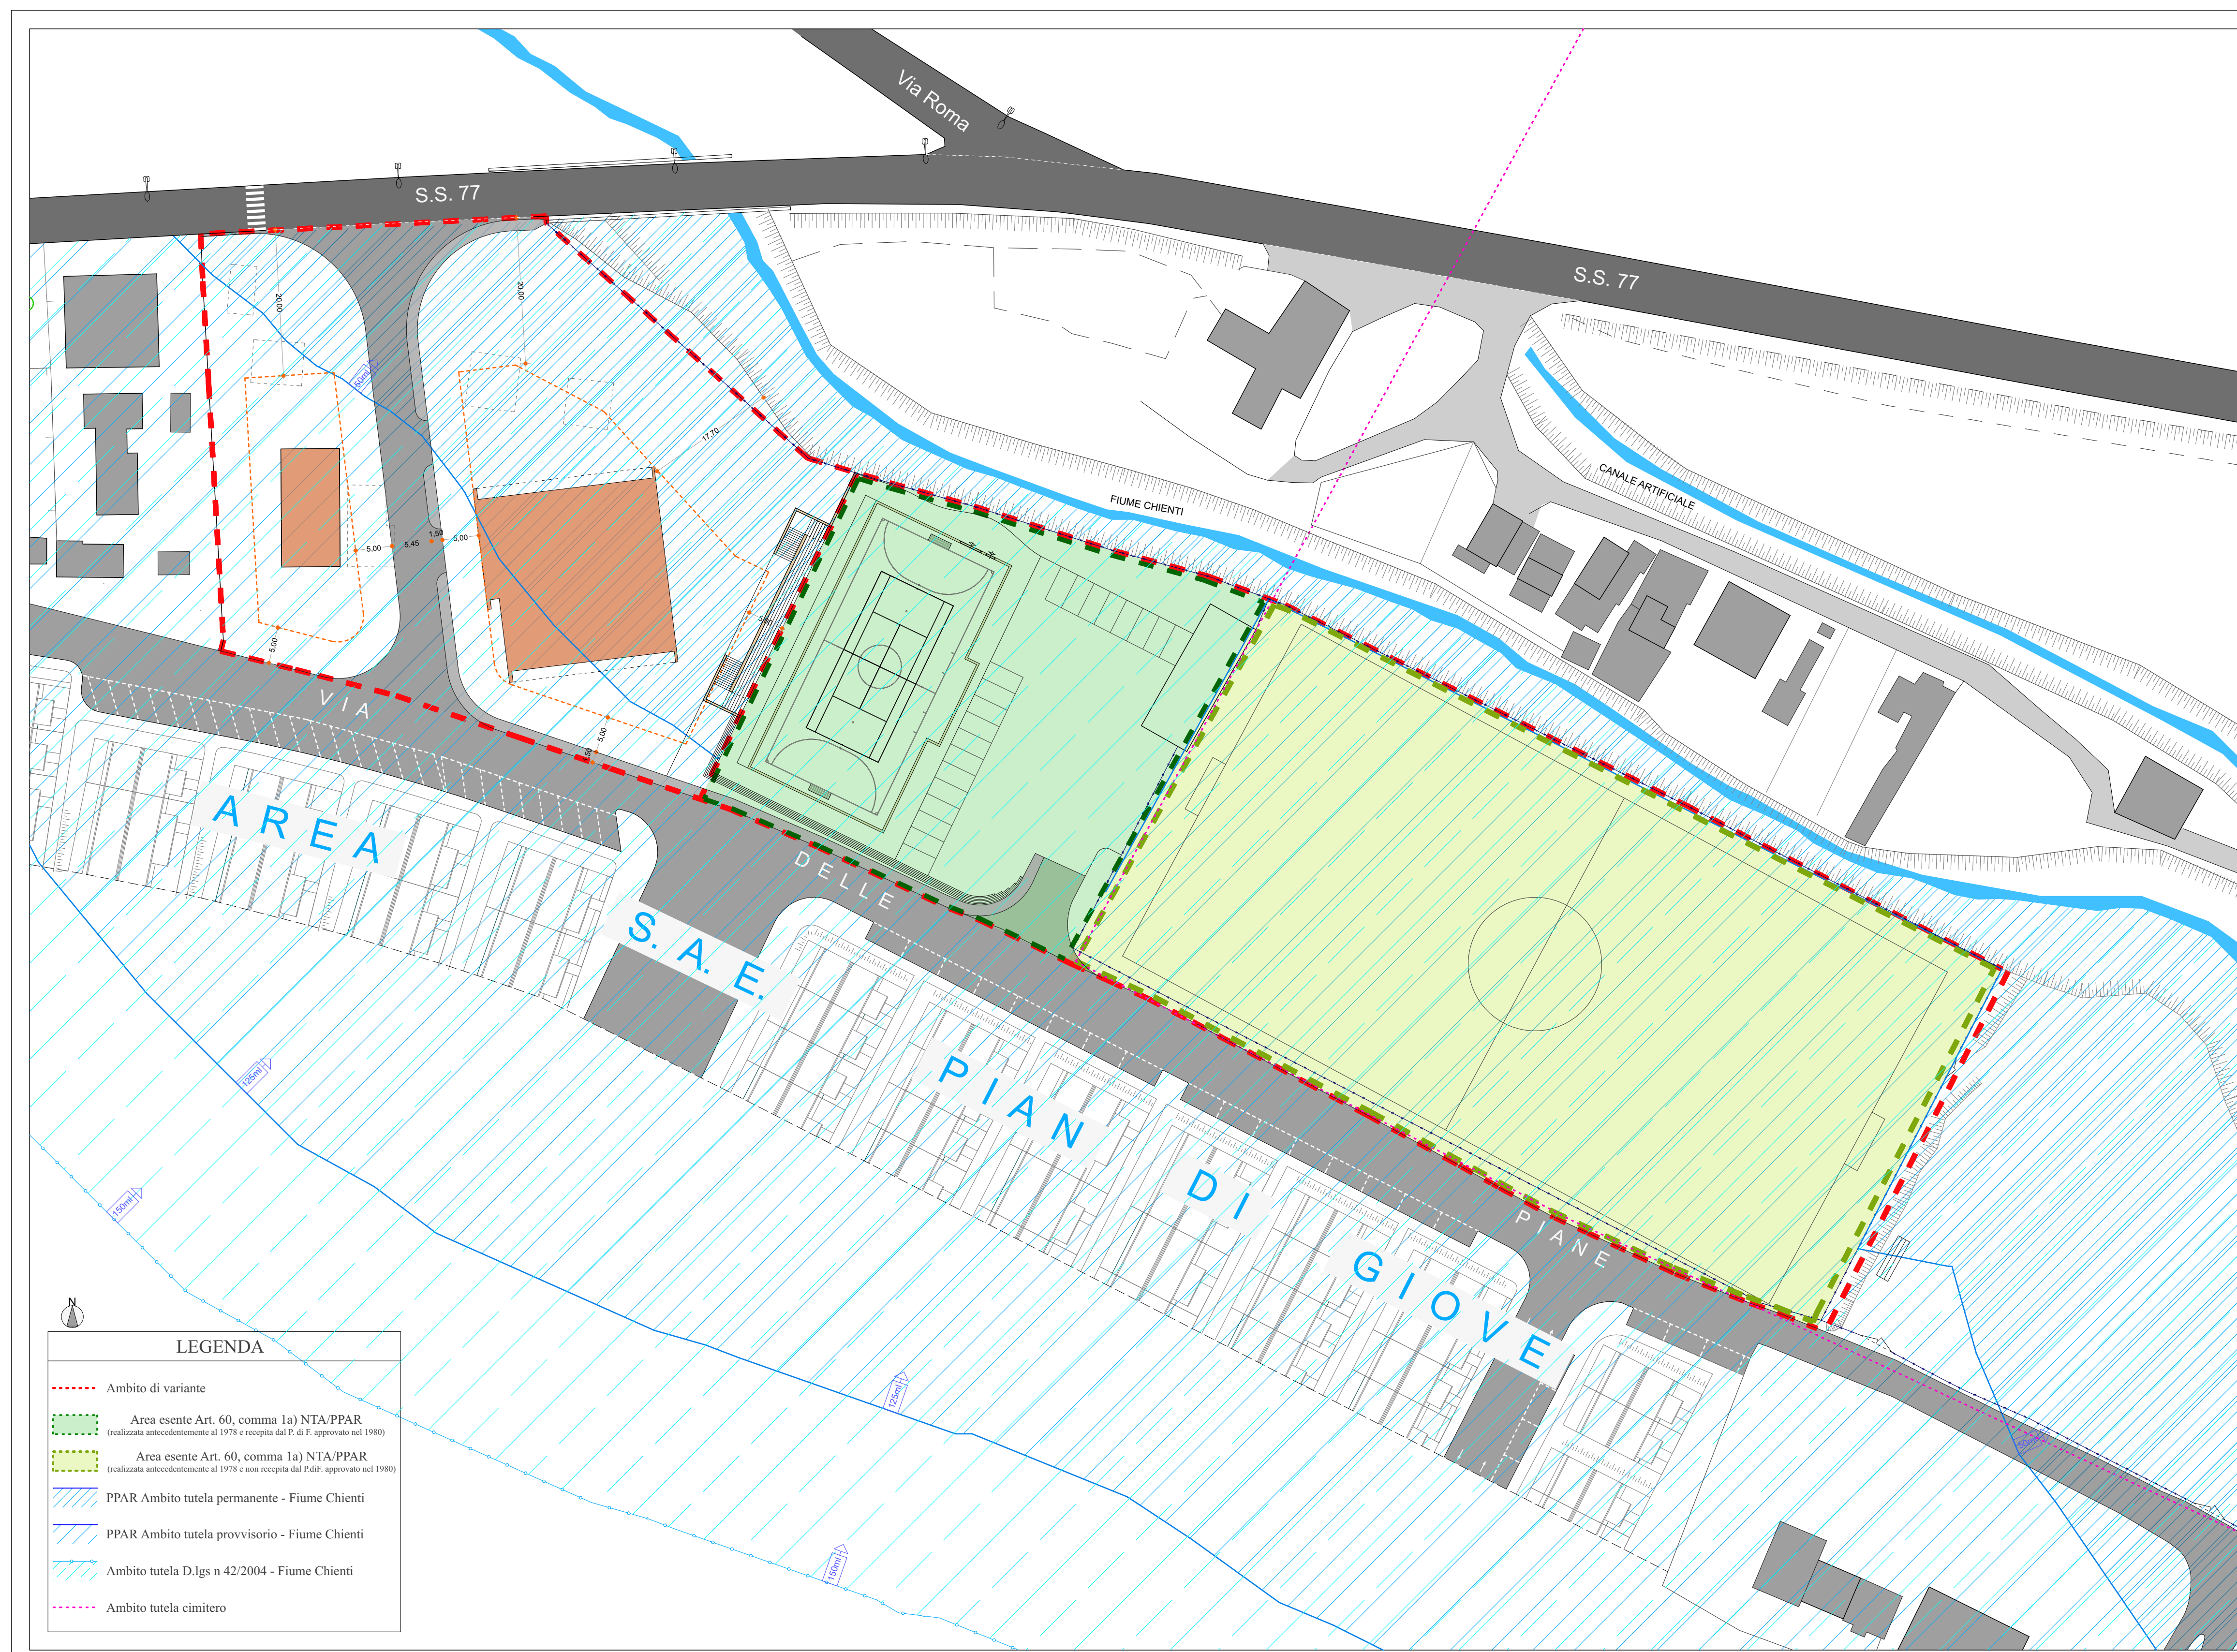 Via Roma
S.S. 77
S.S. 77
20,00
20,00
50ml
17,70
CANALE ARTIFICIALE
FIUME CHIENTI
5,00
5,45
1,50
5,00
5,00
5,00
1,50
VIA
DELLE
PIANE
AREA
S. A. E.
PIAN
DI
GIOVE
125ml
150ml
125ml
150ml
50ml
N
LEGENDA
Ambito di variante
Area esente Art. 60, comma 1a) NTA/PPAR
(realizzata antecedentemente al 1978 e recepita dal P. di F. approvato nel 1980)
Area esente Art. 60, comma 1a) NTA/PPAR
(realizzata antecedentemente al 1978 e non recepita dal P.diF. approvato nel 1980)
PPAR Ambito tutela permanente - Fiume Chienti
PPAR Ambito tutela provvisorio - Fiume Chienti
Ambito tutela D.lgs n 42/2004 - Fiume Chienti
Ambito tutela cimitero